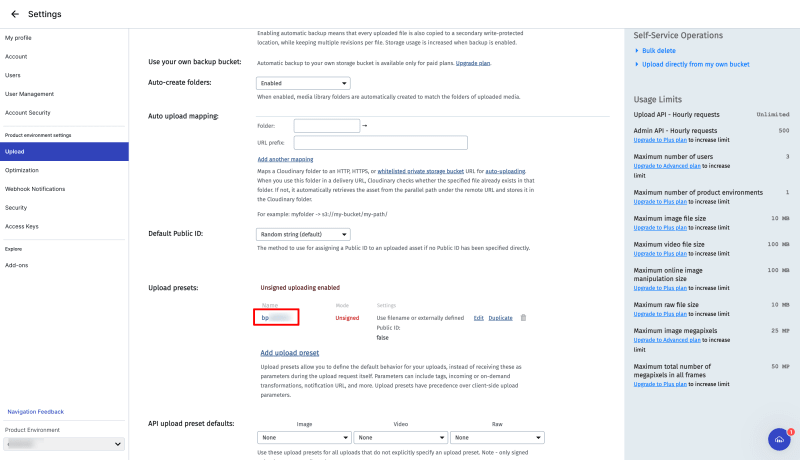 Settings
My profile
Account
Users
User Management
Account Security
Product environment settings
Upload
Optimization
Webhook Notifications
Security
Access Keys
Explore
Add-ons
Navigation Feedback
Product Environment
Enabling automatic backup means that every uploaded file is also copied to a secondary write-protected
location, while keeping multiple revisions per file. Storage usage is increased when backup is enabled.
Use your own backup bucket: Automatic backup to your own storage bucket is available only for paid plans. Upgrade plan.
Auto-create folders: Enabled
When enabled, media library folders are automatically created to match the folders of uploaded media.
Auto upload mapping:
Folder: →
URL prefix:
Add another mapping
Maps a Cloudinary folder to an HTTP, HTTPS, or whitelisted private storage bucket URL for auto-uploading.
When you use this folder in a delivery URL, Cloudinary checks whether the specified file already exists in that
folder. If not, it automatically retrieves the asset from the parallel path under the remote URL and stores it in
the Cloudinary folder.
For example: myfolder -> s3://my-bucket/my-path/
Default Public ID: Random string (default)
The method to use for assigning a Public ID to an uploaded asset if no Public ID has been specified directly.
Upload presets: Unsigned uploading enabled
Name Mode Settings
bp Unsigned Use filename or externally defined Edit Duplicate
Public ID:
false
Add upload preset
Upload presets allow you to define the default behavior for your uploads, instead of receiving these as
parameters during the upload request itself. Parameters can include tags, incoming or on-demand
transformations, notification URL, and more. Upload presets have precedence over client-side upload
parameters.
API upload preset defaults: Image Video Raw
None None None
Use these upload presets for all uploads that do not explicitly specify an upload preset. Note - only signed
Self-Service Operations
Bulk delete
Upload directly from my own bucket
Usage Limits
Upload API - Hourly requests Unlimited
Admin API - Hourly requests 500
Upgrade to Plus plan to increase limit
Maximum number of users 3
Upgrade to Advanced plan to increase
limit
Maximum number of product environments 1
Upgrade to Plus plan to increase limit
Maximum image file size 10 MB
Upgrade to Plus plan to increase limit
Maximum video file size 100 MB
Upgrade to Plus plan to increase limit
Maximum online image 100 MB
manipulation size
Upgrade to Plus plan to increase limit
Maximum raw file size 10 MB
Upgrade to Plus plan to increase limit
Maximum image megapixels 25 MP
Upgrade to Advanced plan to increase
limit
Maximum total number of 50 MP
megapixels in all frames
Upgrade to Plus plan to increase limit
1